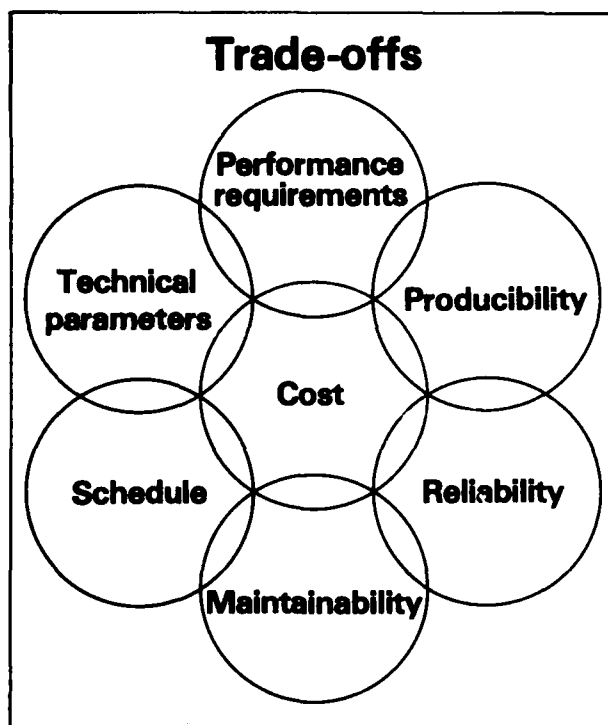 Trade-offs
Performance
requirements
Technical
parameters
Producibility
Cost
Schedule
Reliability
Maintainability